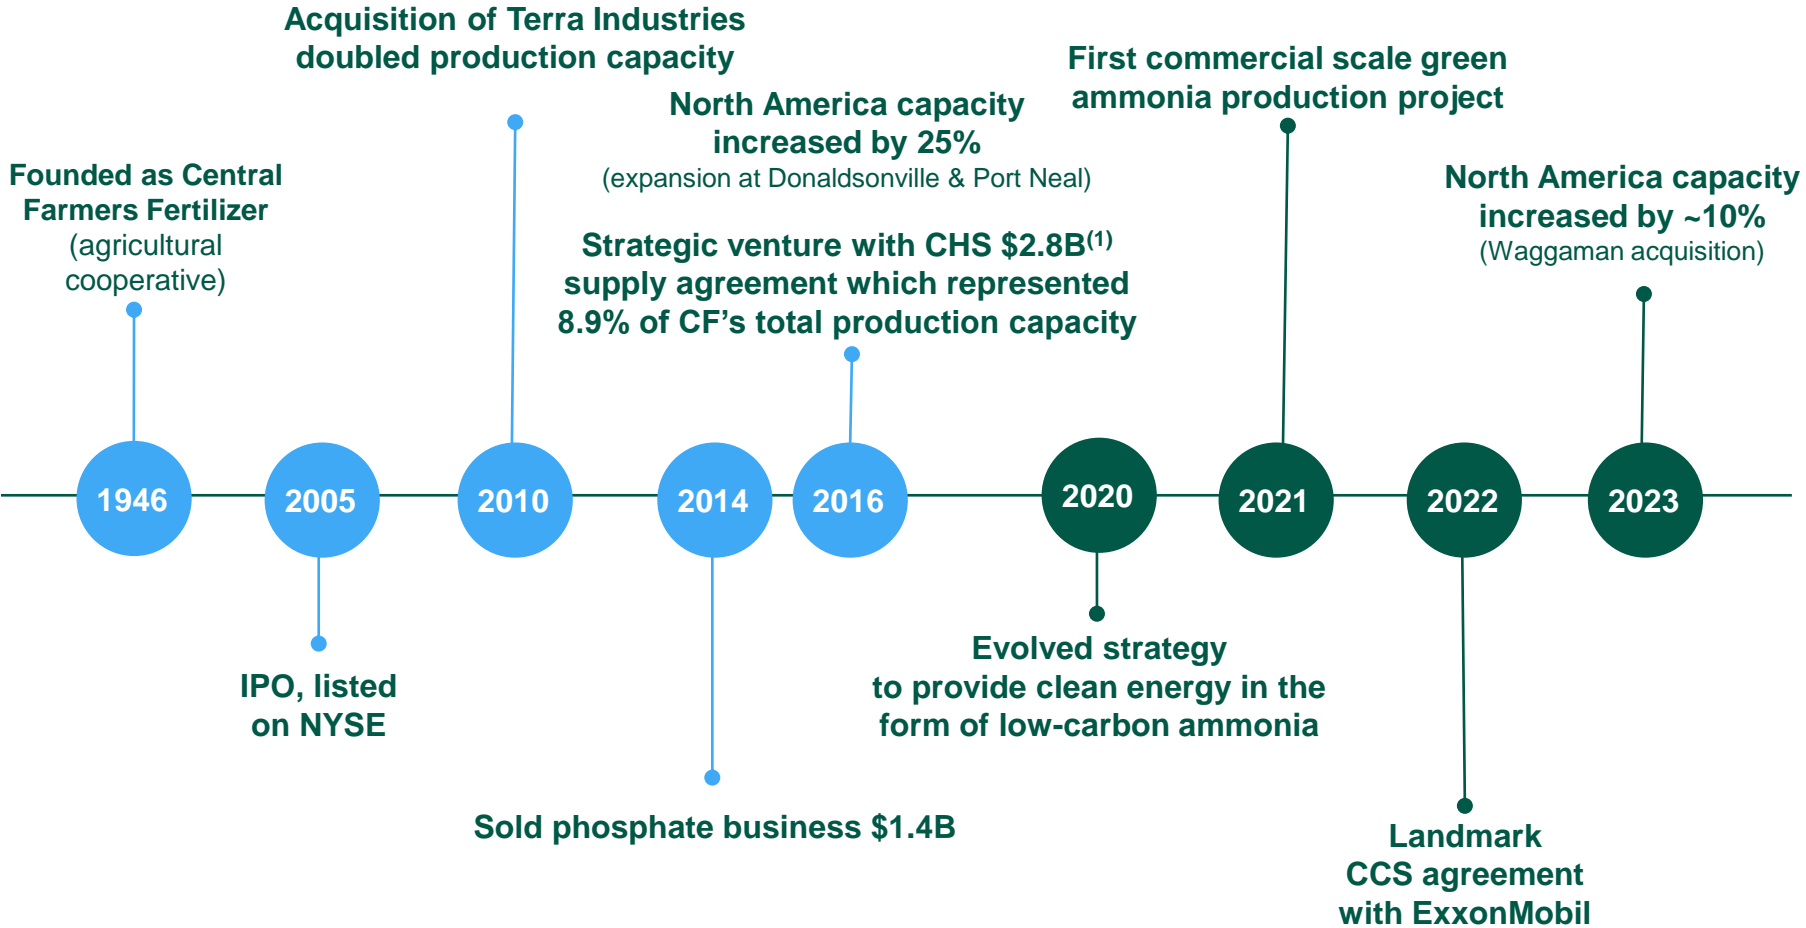 Acquisition of Terra Industries
doubled production capacity
First commercial scale green
ammonia production project
North America capacity
increased by 25%
(expansion at Donaldsonville & Port Neal)
Founded as Central
Farmers Fertilizer
(agricultural
cooperative)
North America capacity
increased by ~10%
(Waggaman acquisition)
Strategic venture with CHS $2.8B(1)
supply agreement which represented
8.9% of CF's total production capacity
1946
2005
2010
2014
2016
2020
2021
2022
2023
IPO, listed
on NYSE
Evolved strategy
to provide clean energy in the
form of low-carbon ammonia
Sold phosphate business $1.4B
Landmark
CCS agreement
with ExxonMobil